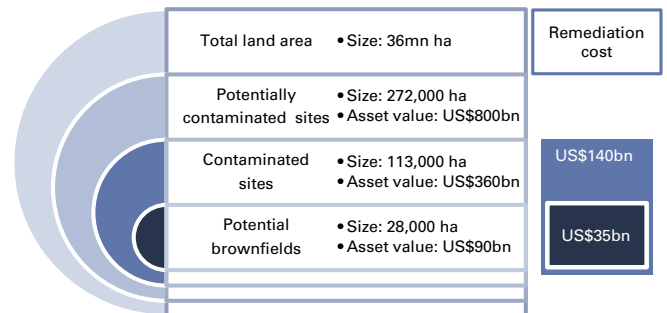 Total land area
• Size: 36mn ha
Remediation
cost
Potentially
contaminated sites
• Size: 272,000 ha
• Asset value: US$800bn
Contaminated
sites
• Size: 113,000 ha
• Asset value: US$360bn
US$140bn
Potential
brownfields
• Size: 28,000 ha
• Asset value: US$90bn
US$35bn